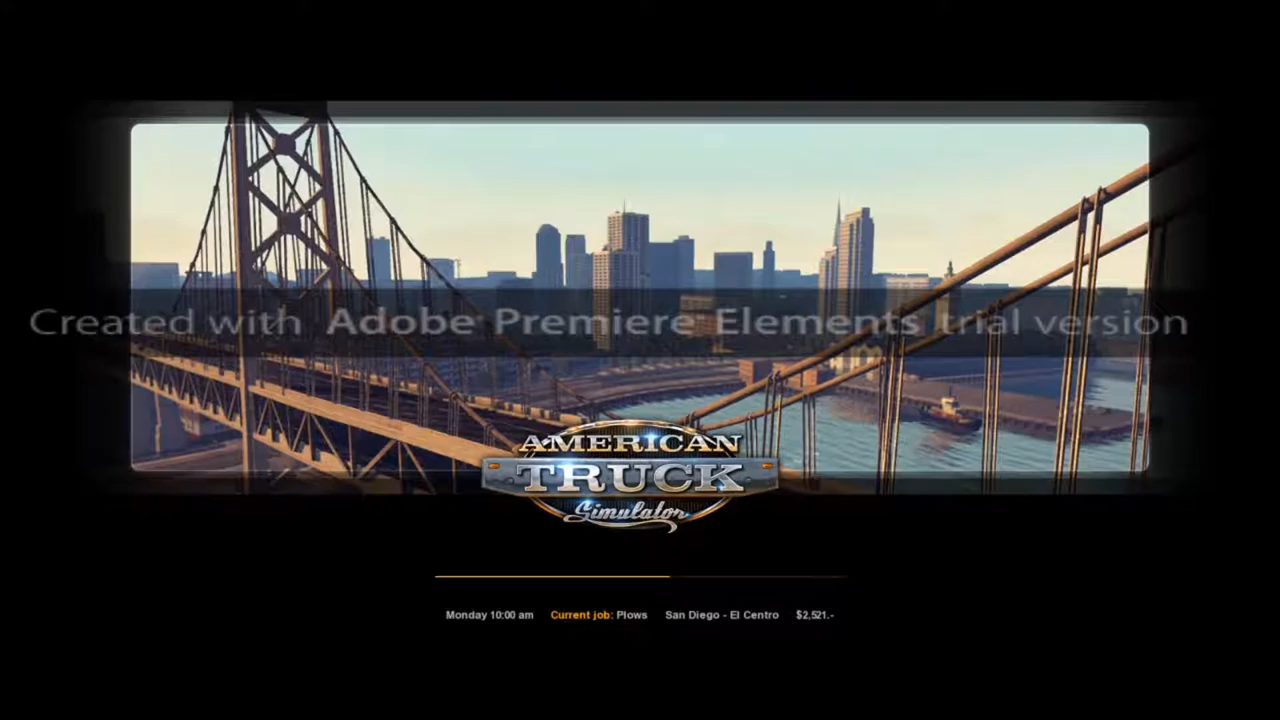 Created with Adobe Premiere Elements trial version
AMERICAN
TRUCK
Simulator
Monday 10:00 am Current job: Plows San Diego - El Centro $2,521.-